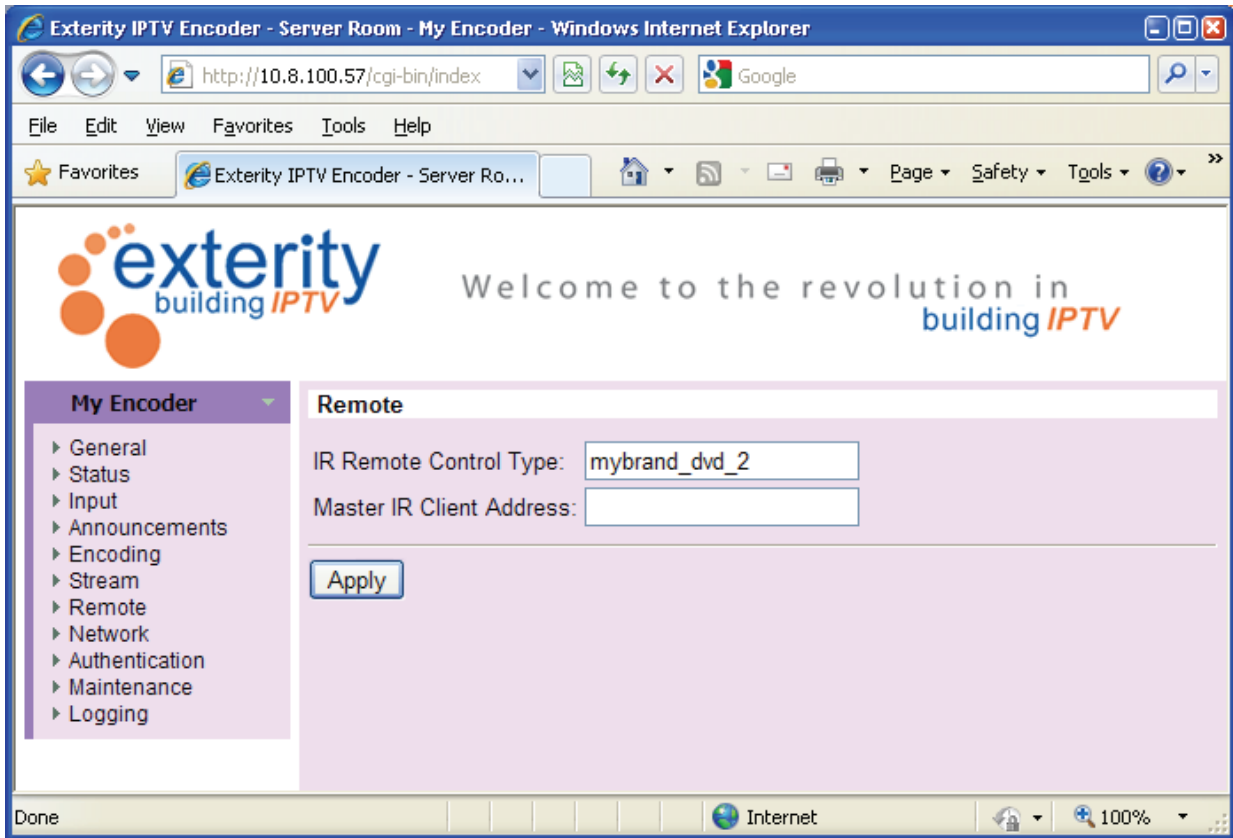 Exterity IPTV Encoder - Server Room - My Encoder - Windows Internet Explorer
http://10.8.100.57/cgi-bin/index
Google
File Edit View Favorites Tools Help
Favorites
Exterity IPTV Encoder - Server Ro...
Page Safety Tools »
exterity
building IPTV
Welcome to the revolution in
building IPTV
My Encoder
General
Status
Input
Announcements
Encoding
Stream
Remote
Network
Authentication
Maintenance
Logging
Remote
IR Remote Control Type: mybrand_dvd_2
Master IR Client Address:
Apply
Done
Internet
100%